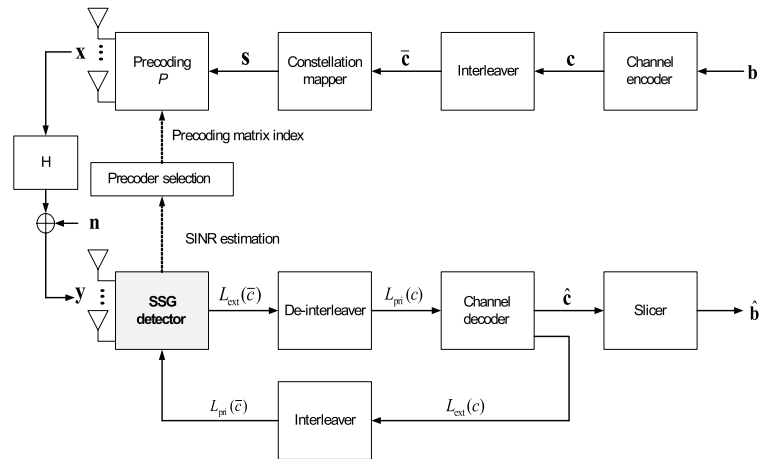 x
Precoding
P
s
Constellation
mapper
c̅
Interleaver
c
Channel
encoder
b
Precoding matrix index
H
Precoder selection
n
SINR estimation
y
SSG
detector
L_ext(c̅)
De-interleaver
L_pri(c)
Channel
decoder
ĉ
Slicer
b̂
L_pri(c̅)
Interleaver
L_ext(c)